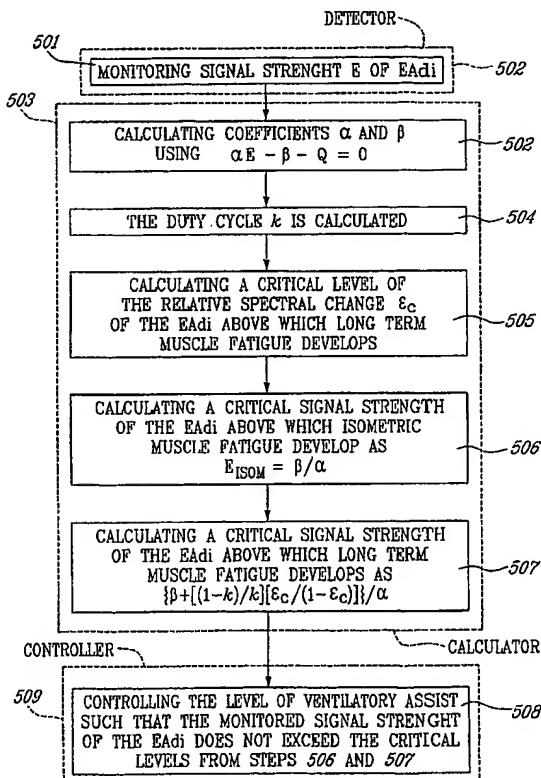 DETECTOR
501
MONITORING SIGNAL STRENGHT E OF EAdi
502
503
CALCULATING COEFFICIENTS α AND β
USING αE - β - Q = 0
502
THE DUTY CYCLE k IS CALCULATED
504
CALCULATING A CRITICAL LEVEL OF
THE RELATIVE SPECTRAL CHANGE εC
OF THE EAdi ABOVE WHICH LONG TERM
MUSCLE FATIGUE DEVELOPS
505
CALCULATING A CRITICAL SIGNAL STRENGTH
OF THE EAdi ABOVE WHICH ISOMETRIC
MUSCLE FATIGUE DEVELOP AS
EISOM = β/α
506
CALCULATING A CRITICAL SIGNAL STRENGTH
OF THE EAdi ABOVE WHICH LONG TERM
MUSCLE FATIGUE DEVELOPS AS
{β+[(1-k)/k][εC/(1-εC)]}/α
507
CALCULATOR
CONTROLLER
509
CONTROLLING THE LEVEL OF VENTILATORY ASSIST
SUCH THAT THE MONITORED SIGNAL STRENGHT
OF THE EAdi DOES NOT EXCEED THE CRITICAL
LEVELS FROM STEPS 506 AND 507
508